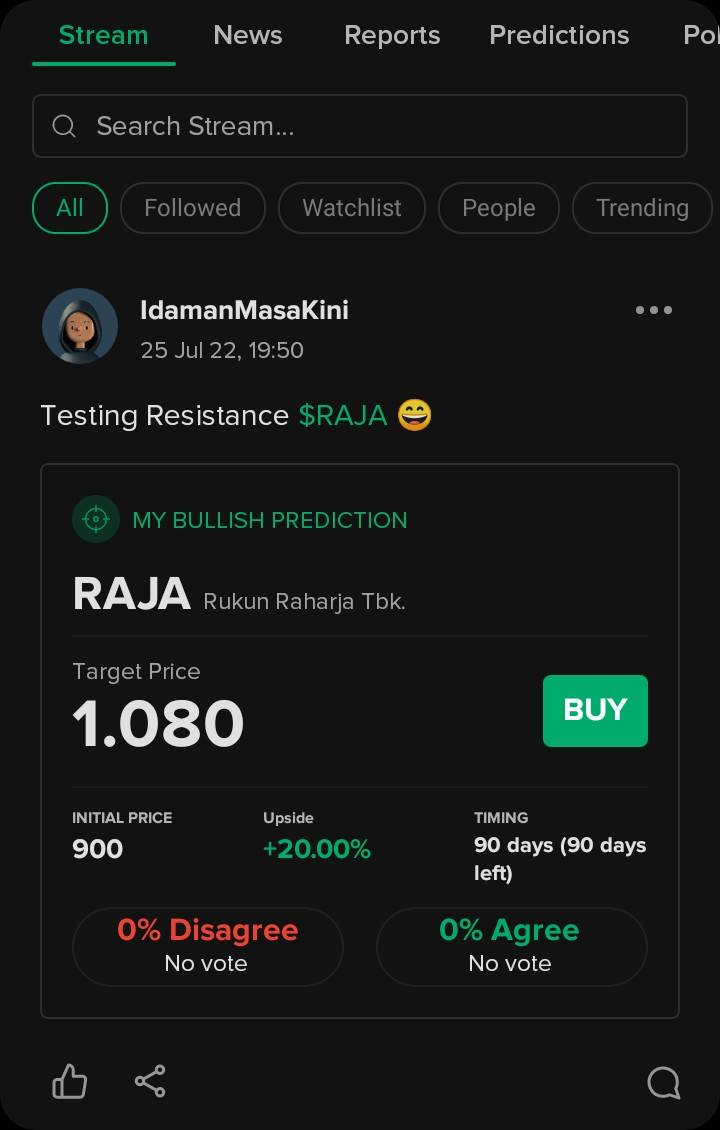 Stream News Reports Predictions Pol
Search Stream...
All Followed Watchlist People Trending
IdamanMasaKini
25 Jul 22, 19:50
Testing Resistance $RAJA 😄
MY BULLISH PREDICTION
RAJA Rukun Raharja Tbk.
Target Price
1.080
BUY
INITIAL PRICE Upside TIMING
900 +20.00% 90 days (90 days
left)
0% Disagree 0% Agree
No vote No vote